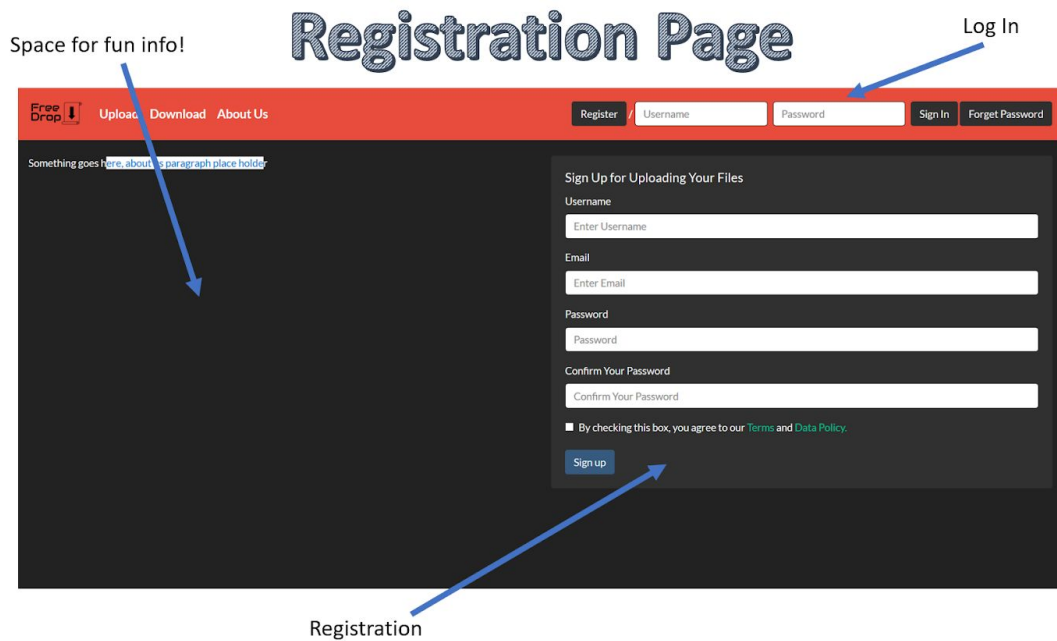 Registration Page
Space for fun info!
Log In
Free
Drop
Upload Download About Us
Register / Username Password Sign In Forget Password
Something goes here, about us paragraph place holder
Sign Up for Uploading Your Files
Username
Enter Username
Email
Enter Email
Password
Password
Confirm Your Password
Confirm Your Password
By checking this box, you agree to our Terms and Data Policy.
Sign up
Registration